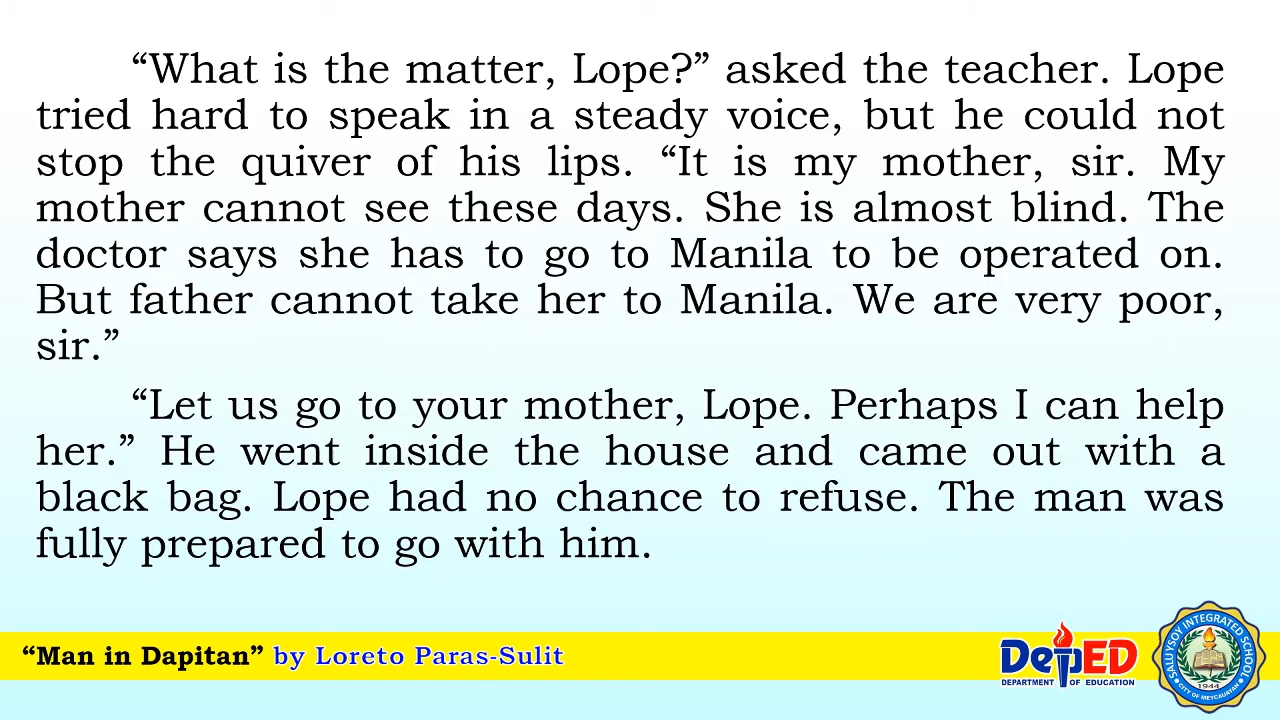 “What is the matter, Lope?” asked the teacher. Lope
tried hard to speak in a steady voice, but he could not
stop the quiver of his lips. “It is my mother, sir. My
mother cannot see these days. She is almost blind. The
doctor says she has to go to Manila to be operated on.
But father cannot take her to Manila. We are very poor,
sir.”
“Let us go to your mother, Lope. Perhaps I can help
her.” He went inside the house and came out with a
black bag. Lope had no chance to refuse. The man was
fully prepared to go with him.
“Man in Dapitan” by Loreto Paras-Sulit
DepED
DEPARTMENT OF EDUCATION
SALUYSOY INTEGRATED SCHOOL
1944
CITY OF MEYCAUAYAN